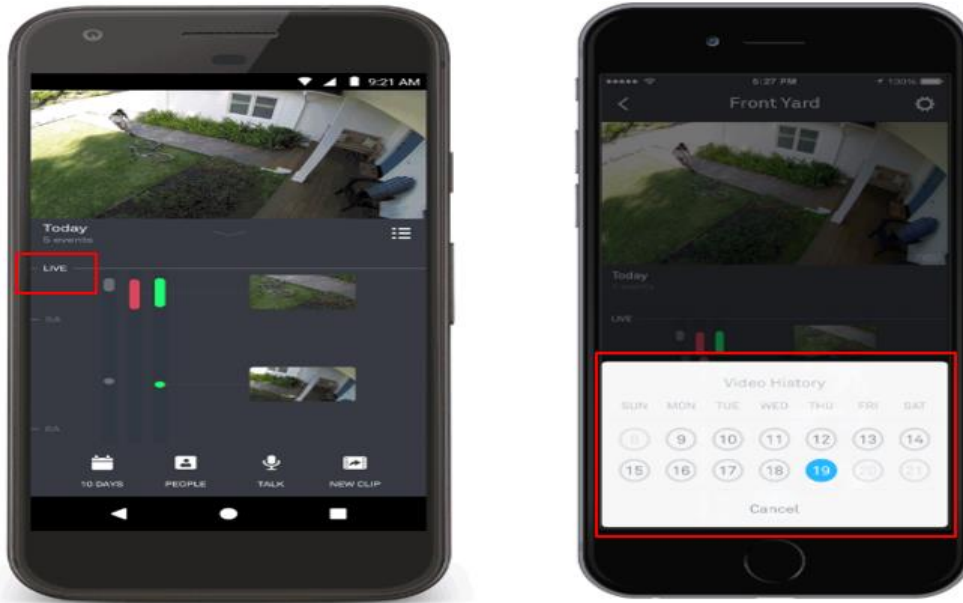 9:21 AM
Today
5 events
LIVE
10 DAYS
PEOPLE
TALK
NEW CLIP
5:27 PM
100%
Front Yard
Today
LIVE
Video History
SUN MON TUE WED THU FRI SAT
8 9 10 11 12 13 14
15 16 17 18 19 20 21
Cancel